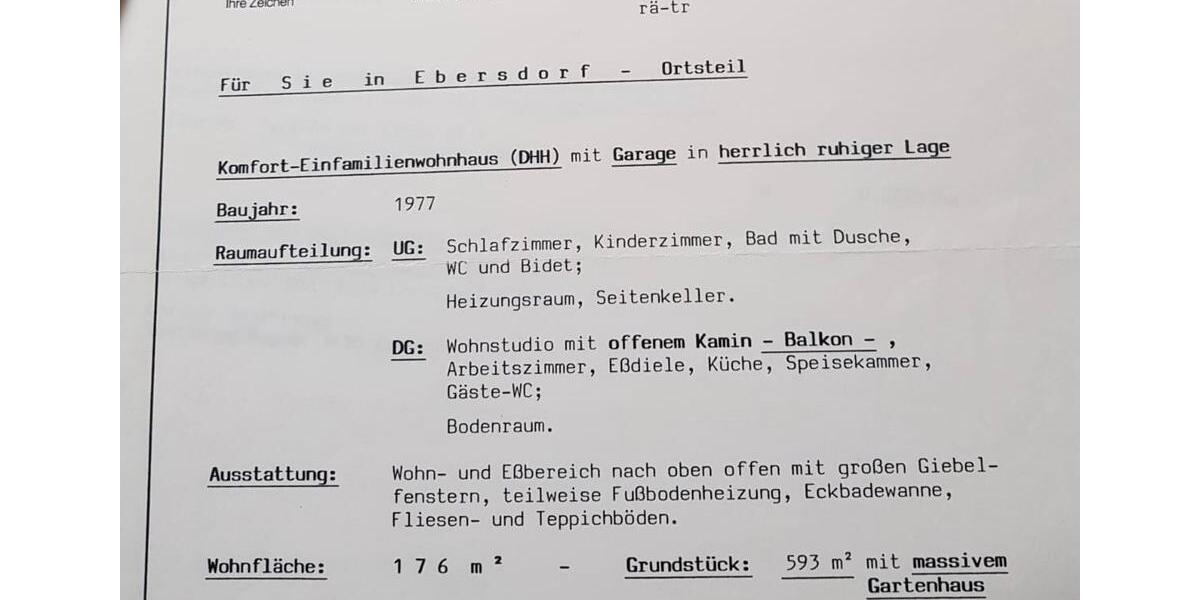 Ihre Zeichen
rä-tr
Für S i e in E b e r s d o r f - Ortsteil
Komfort-Einfamilienwohnhaus (DHH) mit Garage in herrlich ruhiger Lage
Baujahr: 1977
Raumaufteilung: UG: Schlafzimmer, Kinderzimmer, Bad mit Dusche,
WC und Bidet;
Heizungsraum, Seitenkeller.
DG: Wohnstudio mit offenem Kamin - Balkon - ,
Arbeitszimmer, Eßdiele, Küche, Speisekammer,
Gäste-WC;
Bodenraum.
Ausstattung: Wohn- und Eßbereich nach oben offen mit großen Giebel-
fenstern, teilweise Fußbodenheizung, Eckbadewanne,
Fliesen- und Teppichböden.
Wohnfläche: 1 7 6 m² - Grundstück: 593 m² mit massivem
Gartenhaus